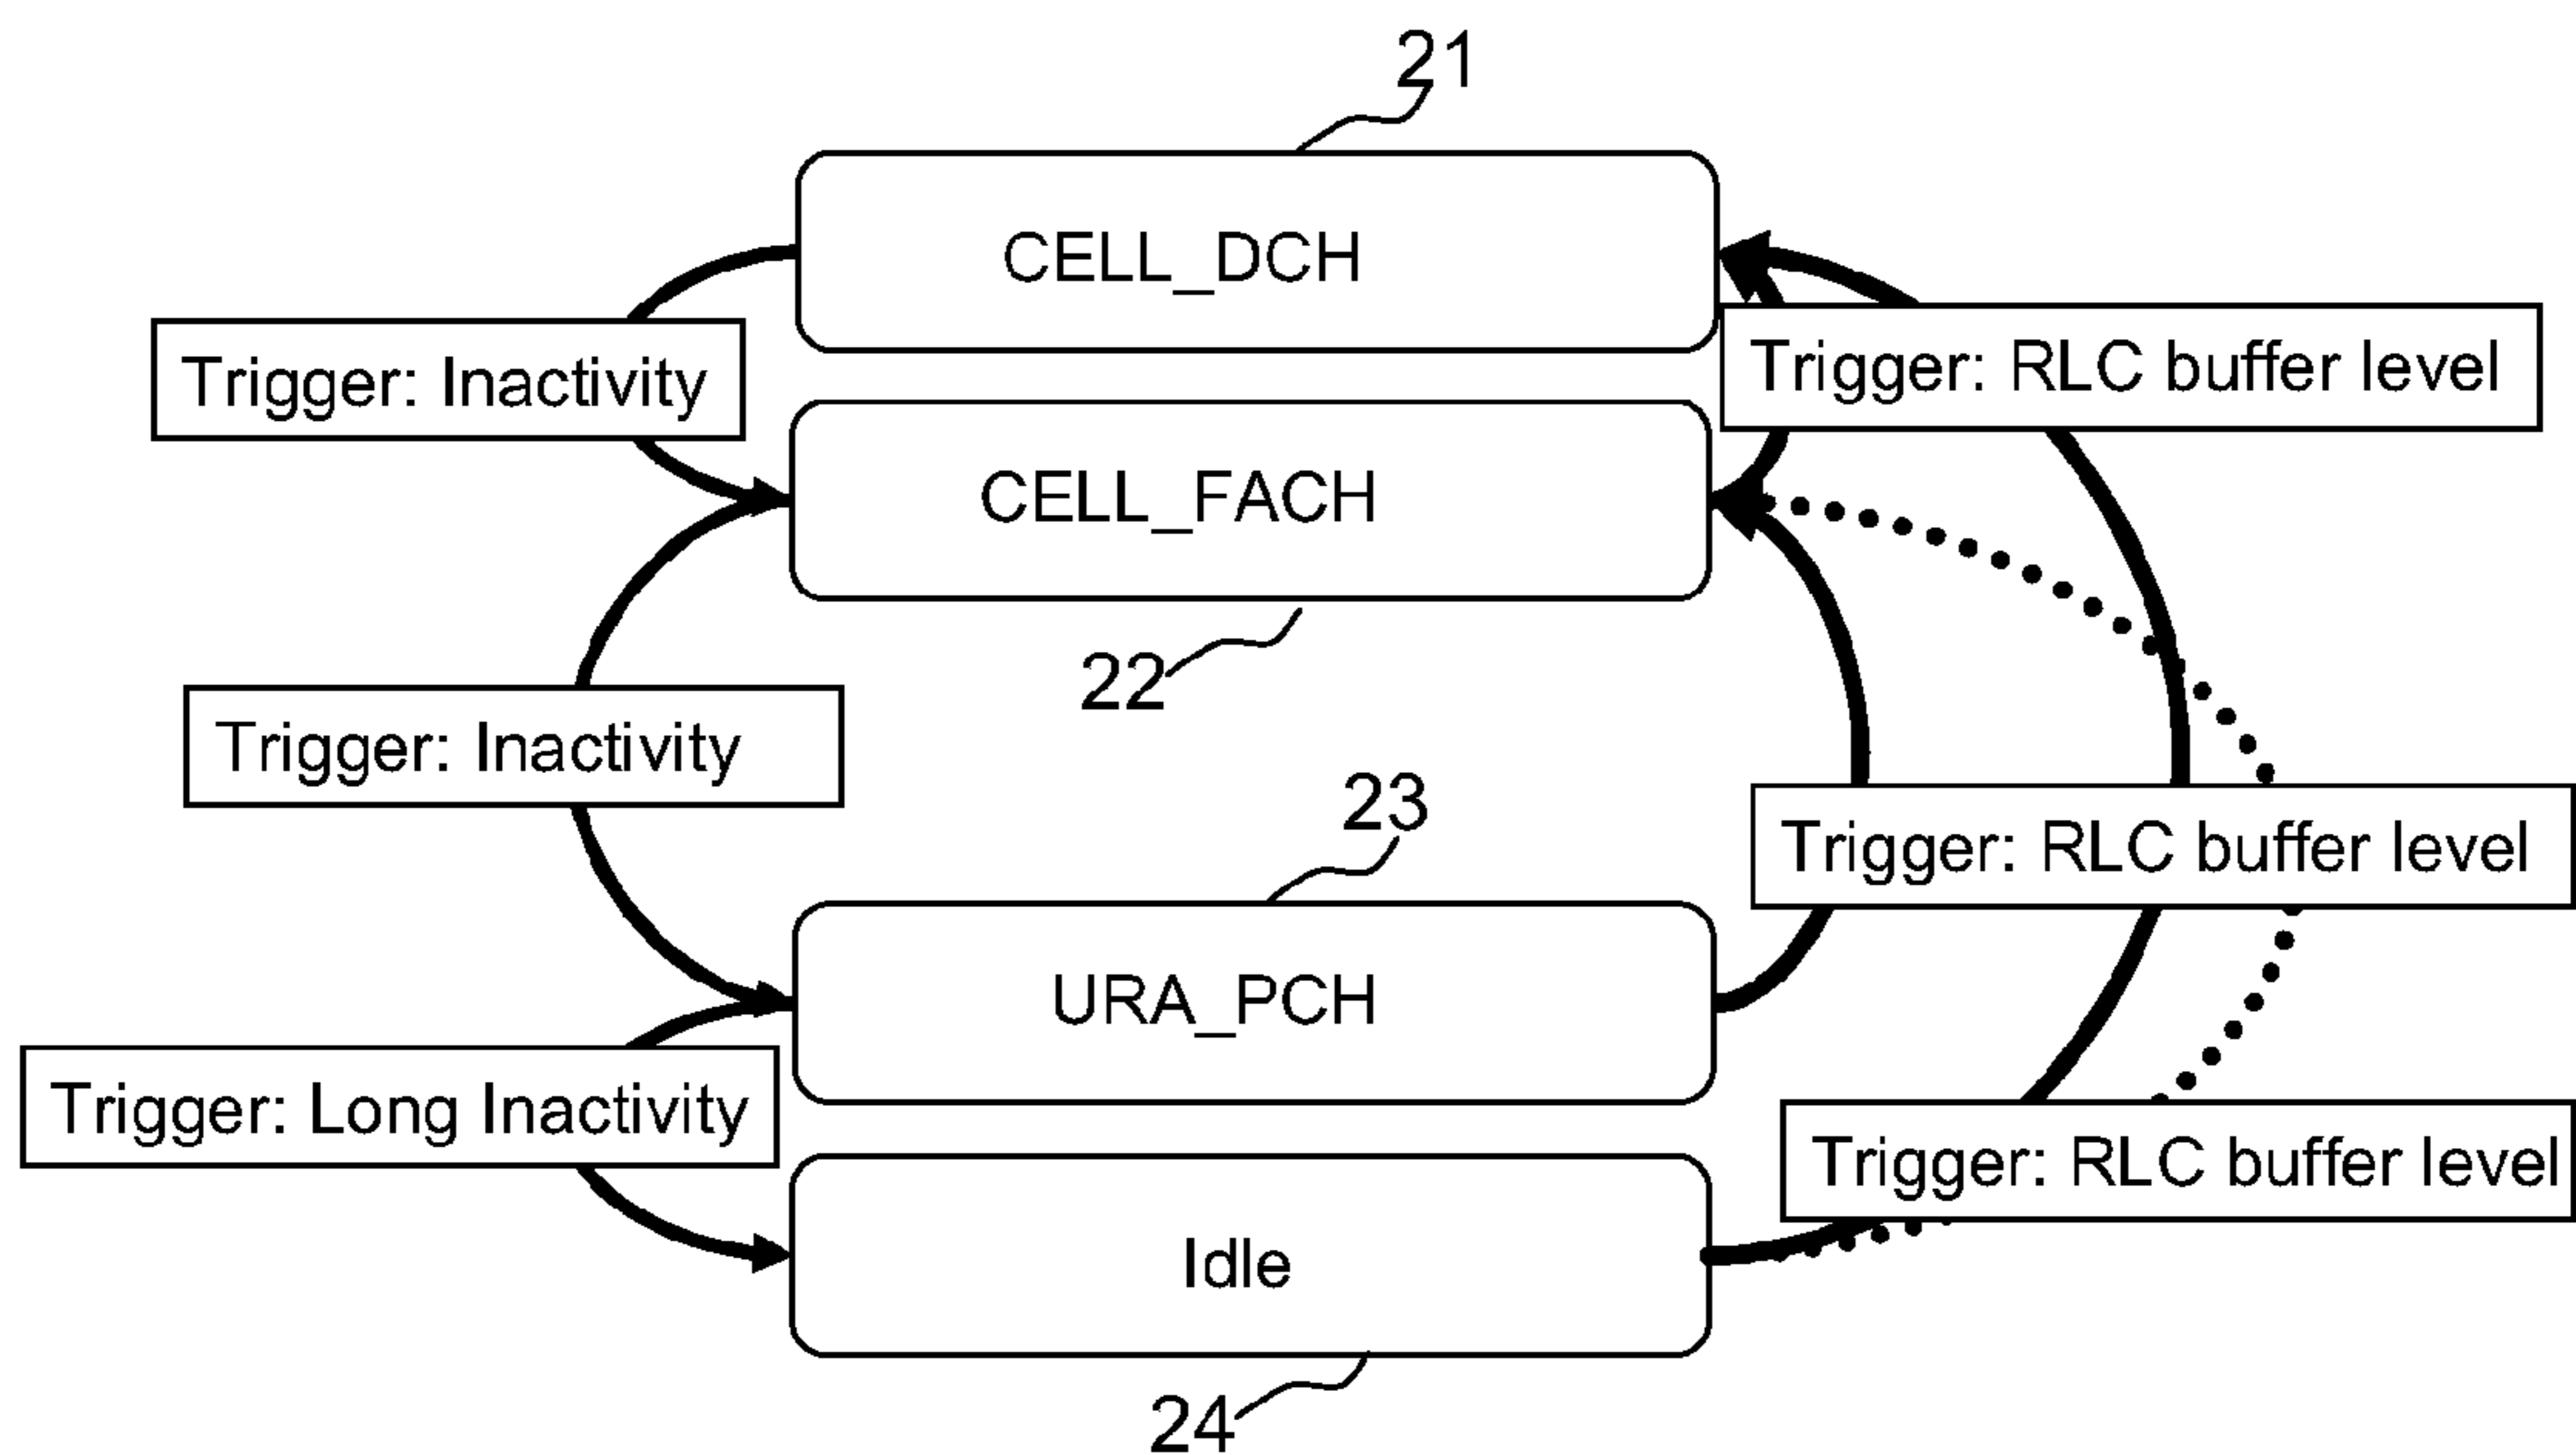 21
CELL_DCH
Trigger: Inactivity
Trigger: RLC buffer level
CELL_FACH
22
Trigger: Inactivity
23
Trigger: RLC buffer level
URA_PCH
Trigger: Long Inactivity
Trigger: RLC buffer level
Idle
24